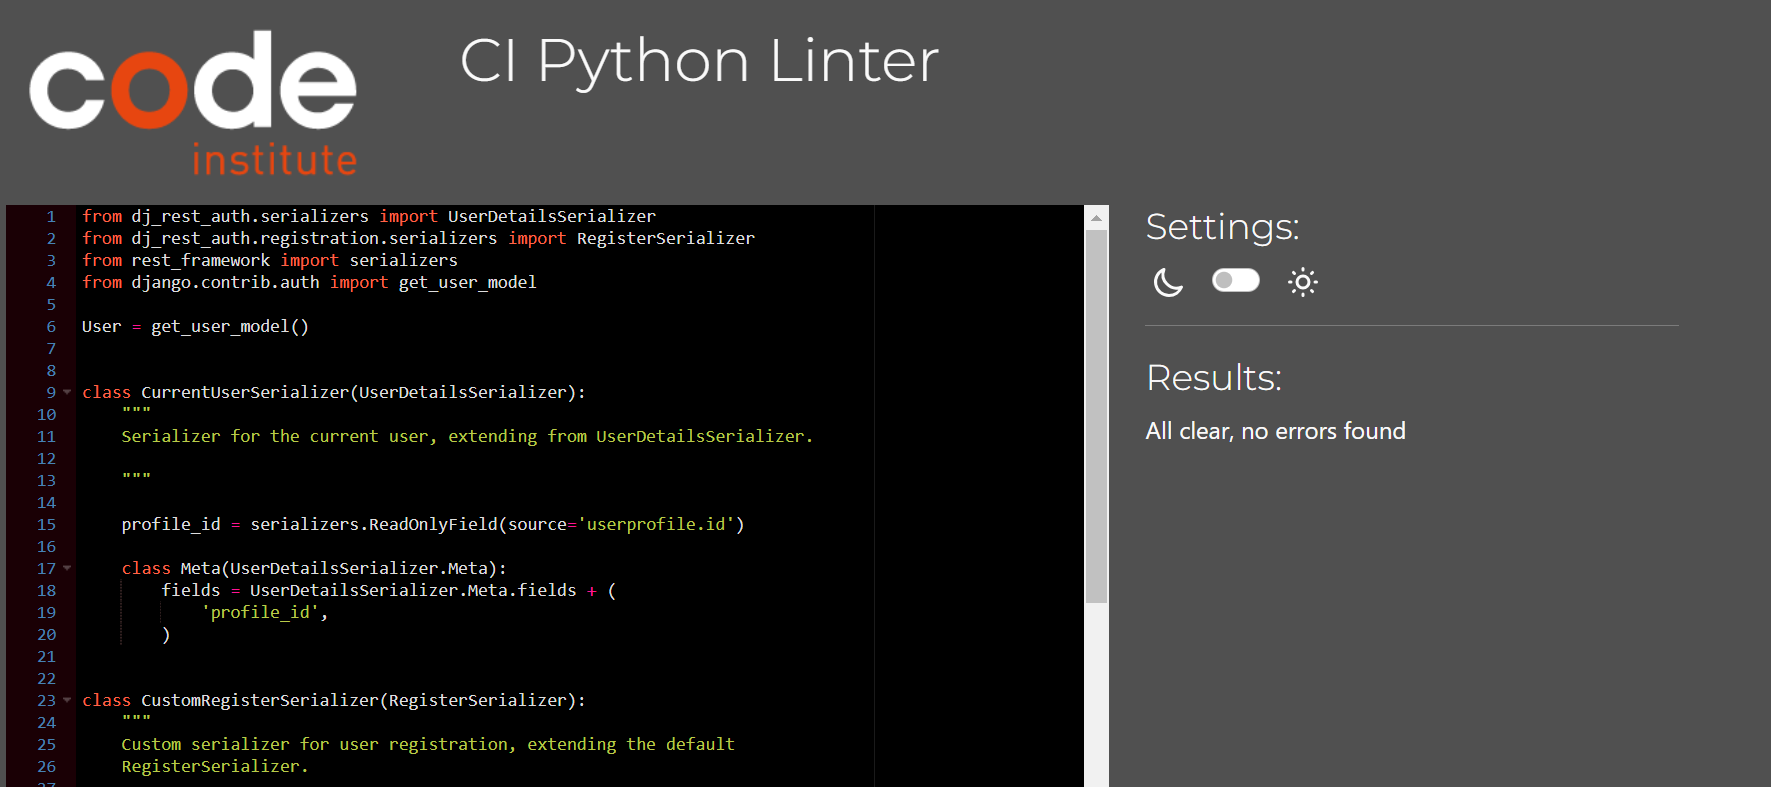 code
institute
CI Python Linter
1 from dj_rest_auth.serializers import UserDetailsSerializer
2 from dj_rest_auth.registration.serializers import RegisterSerializer
3 from rest_framework import serializers
4 from django.contrib.auth import get_user_model
5
6 User = get_user_model()
7
8
9 class CurrentUserSerializer(UserDetailsSerializer):
10 """
11 Serializer for the current user, extending from UserDetailsSerializer.
12
13 """
14
15 profile_id = serializers.ReadOnlyField(source='userprofile.id')
16
17 class Meta(UserDetailsSerializer.Meta):
18 fields = UserDetailsSerializer.Meta.fields + (
19 'profile_id',
20 )
21
22
23 class CustomRegisterSerializer(RegisterSerializer):
24 """
25 Custom serializer for user registration, extending the default
26 RegisterSerializer.
27
Settings:
Results:
All clear, no errors found